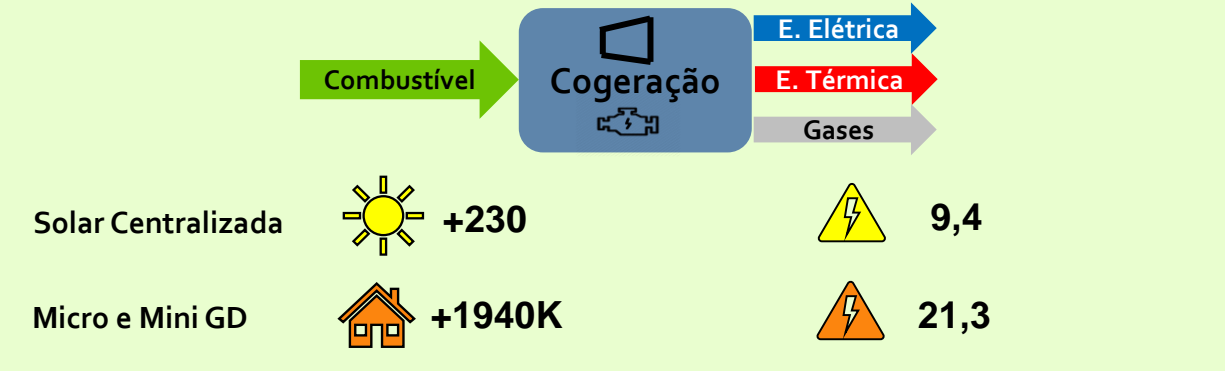 E. Elétrica
Combustível
Cogeração
E. Térmica
Gases
Solar Centralizada +230 9,4
Micro e Mini GD +1940K 21,3